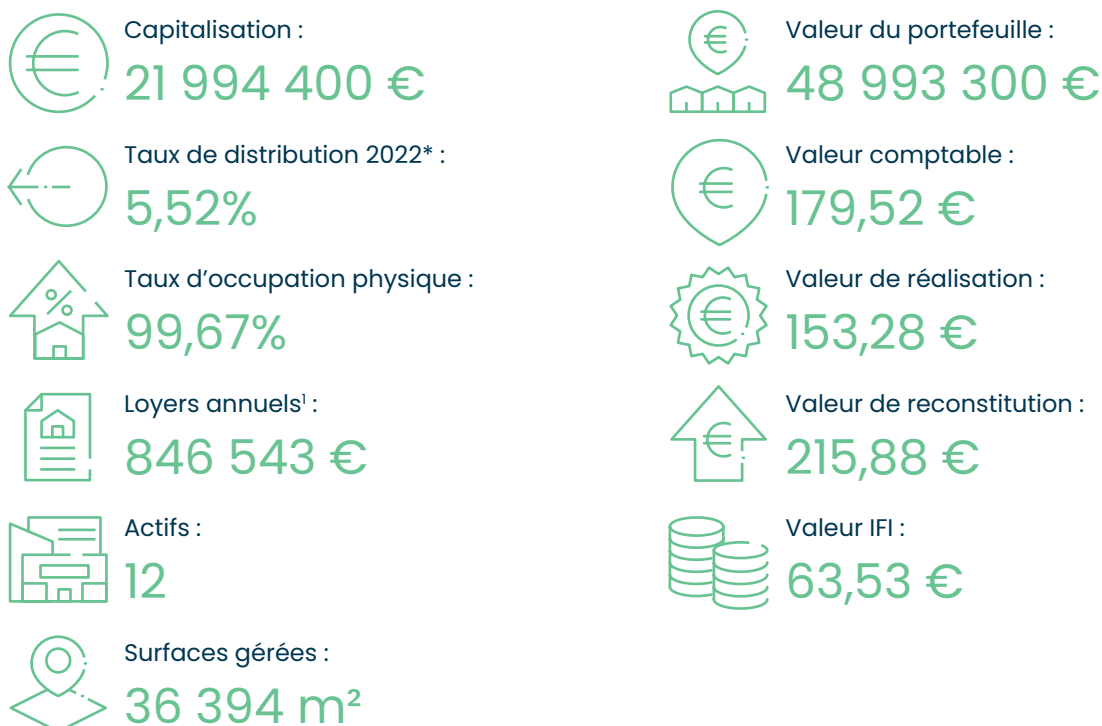 Capitalisation :
21 994 400 €
Taux de distribution 2022* :
5,52%
Taux d’occupation physique :
99,67%
Loyers annuels¹ :
846 543 €
Actifs :
12
Surfaces gérées :
36 394 m²
Valeur du portefeuille :
48 993 300 €
Valeur comptable :
179,52 €
Valeur de réalisation :
153,28 €
Valeur de reconstitution :
215,88 €
Valeur IFI :
63,53 €